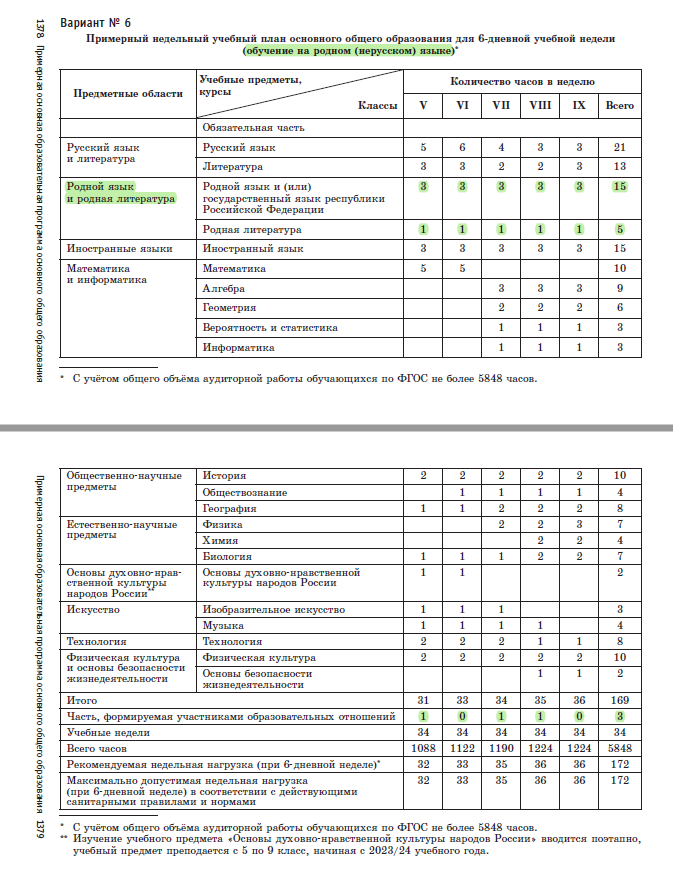 1378 Примерная основная образовательная программа основного общего образования
Вариант № 6
Примерный недельный учебный план основного общего образования для 6-дневной учебной недели
(обучение на родном (нерусском) языке)*
Предметные области
Учебные предметы,
курсы
Классы
Количество часов в неделю
V VI VII VIII IX Всего
Обязательная часть
Русский язык
и литература
Русский язык 5 6 4 3 3 21
Литература 3 3 2 2 3 13
Родной язык
и родная литература
Родной язык и (или)
государственный язык республики
Российской Федерации
3 3 3 3 3 15
Родная литература 1 1 1 1 1 5
Иностранные языки Иностранный язык 3 3 3 3 3 15
Математика
и информатика
Математика 5 5 10
Алгебра 3 3 3 9
Геометрия 2 2 2 6
Вероятность и статистика 1 1 1 3
Информатика 1 1 1 3
* С учётом общего объёма аудиторной работы обучающихся по ФГОС не более 5848 часов.
Примерная основная образовательная программа основного общего образования 1379
Общественно-научные
предметы
История 2 2 2 2 2 10
Обществознание 1 1 1 1 4
География 1 1 2 2 2 8
Естественно-научные
предметы
Физика 2 2 3 7
Химия 2 2 4
Биология 1 1 1 2 2 7
Основы духовно-нрав-
ственной культуры
народов России**
Основы духовно-нравственной
культуры народов России
1 1 2
Искусство Изобразительное искусство 1 1 1 3
Музыка 1 1 1 1 4
Технология Технология 2 2 2 1 1 8
Физическая культура
и основы безопасности
жизнедеятельности
Физическая культура 2 2 2 2 2 10
Основы безопасности
жизнедеятельности
1 1 2
Итого 31 33 34 35 36 169
Часть, формируемая участниками образовательных отношений 1 0 1 1 0 3
Учебные недели 34 34 34 34 34 34
Всего часов 1088 1122 1190 1224 1224 5848
Рекомендуемая недельная нагрузка (при 6-дневной неделе)* 32 33 35 36 36 172
Максимально допустимая недельная нагрузка
(при 6-дневной неделе) в соответствии с действующими
санитарными правилами и нормами
32 33 35 36 36 172
* С учётом общего объёма аудиторной работы обучающихся по ФГОС не более 5848 часов.
** Изучение учебного предмета «Основы духовно-нравственной культуры народов России» вводится поэтапно,
учебный предмет преподается с 5 по 9 класс, начиная с 2023/24 учебного года.